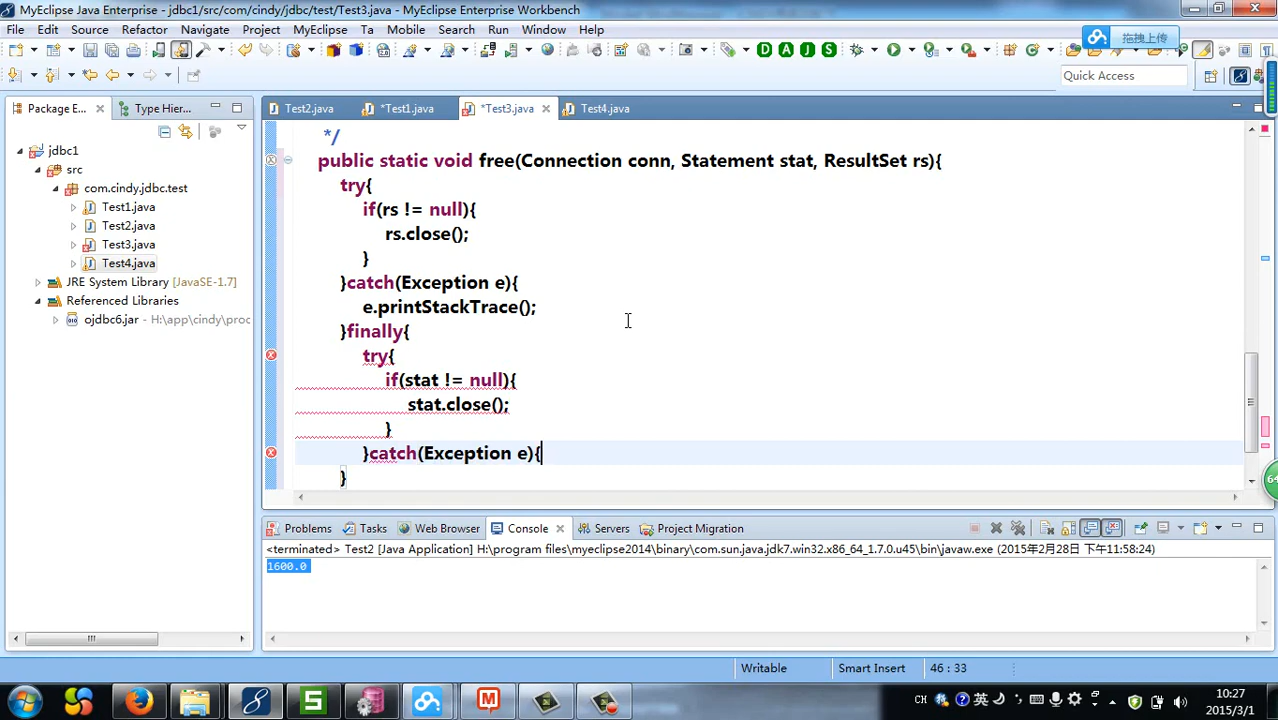 MyEclipse Java Enterprise - jdbc1/src/com/cindy/jdbc/test/Test3.java - MyEclipse Enterprise Workbench
File Edit Source Refactor Navigate Project MyEclipse Ta Mobile Search Run Window Help
拖拽上传
Quick Access
Package E...
Type Hier...
jdbc1
src
com.cindy.jdbc.test
Test1.java
Test2.java
Test3.java
Test4.java
JRE System Library [JavaSE-1.7]
Referenced Libraries
ojdbc6.jar - H:\app\cindy\proc
Test2.java *Test1.java *Test3.java Test4.java
*/
public static void free(Connection conn, Statement stat, ResultSet rs){
try{
if(rs != null){
rs.close();
}
}catch(Exception e){
e.printStackTrace();
}finally{
try{
if(stat != null){
stat.close();
}
}catch(Exception e){
}
64
Problems Tasks Web Browser Console Servers Project Migration
<terminated> Test2 [Java Application] H:\program files\myeclipse2014\binary\com.sun.java.jdk7.win32.x86_64_1.7.0.u45\bin\javaw.exe (2015年2月28日 下午11:58:24)
1600.0
Writable Smart Insert 46 : 33
CH 英 10:27
2015/3/1